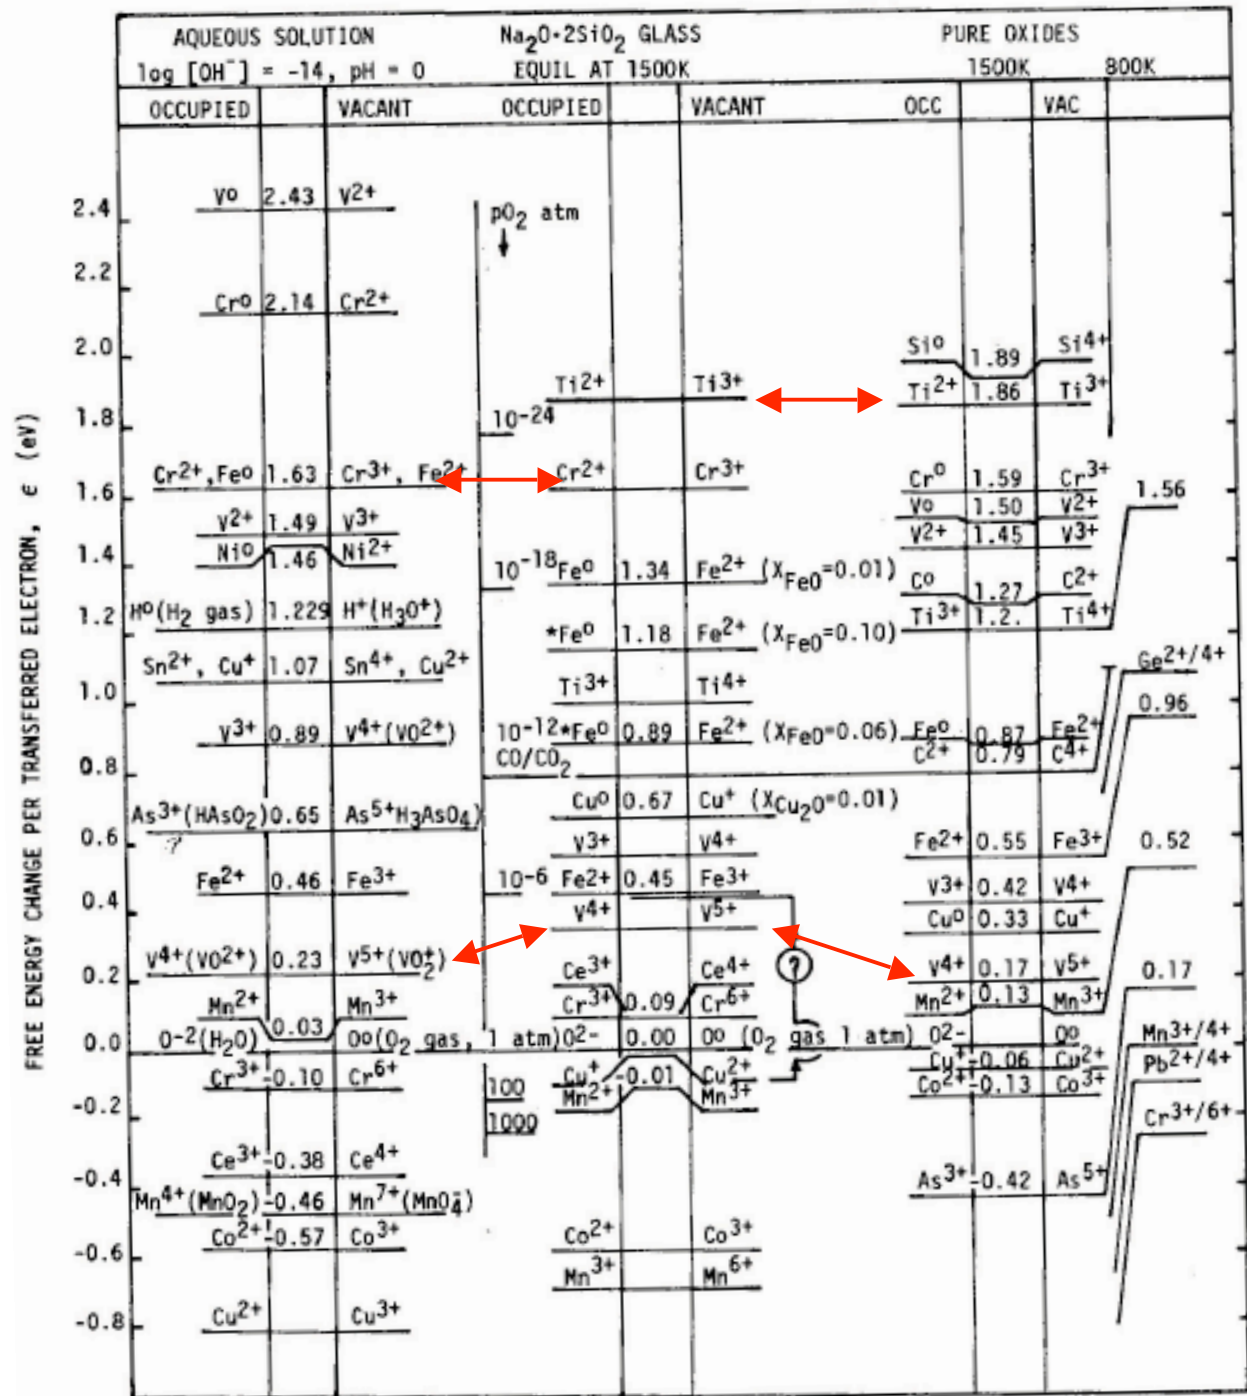 AQUEOUS SOLUTION Na2O·2SiO2 GLASS PURE OXIDES
log [OH⁻] = -14, pH = 0 EQUIL AT 1500K 1500K 800K
OCCUPIED VACANT OCCUPIED VACANT OCC VAC
FREE ENERGY CHANGE PER TRANSFERRED ELECTRON, ϵ (eV)
2.4
2.2
2.0
1.8
1.6
1.4
1.2
1.0
0.8
0.6
0.4
0.2
0.0
-0.2
-0.4
-0.6
-0.8
V⁰ 2.43 V²⁺
Cr⁰ 2.14 Cr²⁺
Cr²⁺,Fe⁰ 1.63 Cr³⁺, Fe²⁺
V²⁺ 1.49 V³⁺
Ni⁰ 1.46 Ni²⁺
H⁰(H₂ gas) 1.229 H⁺(H₃O⁺)
Sn²⁺, Cu⁺ 1.07 Sn⁴⁺, Cu²⁺
V³⁺ 0.89 V⁴⁺(VO²⁺)
As³⁺(HAsO₂) 0.65 As⁵⁺H₃AsO₄)
?
Fe²⁺ 0.46 Fe³⁺
V⁴⁺(VO²⁺) 0.23 V⁵⁺(VO₂⁺)
Mn²⁺ Mn³⁺
O⁻²(H₂O) 0.03 O⁰(O₂ gas, 1 atm)
Cr³⁺ -0.10 Cr⁶⁺
Ce³⁺ -0.38 Ce⁴⁺
Mn⁴⁺(MnO₂) -0.46 Mn⁷⁺(MnO₄⁻)
Co²⁺ -0.57 Co³⁺
Cu²⁺ Cu³⁺
pO₂ atm
10⁻²⁴
10⁻¹⁸
10⁻¹²
CO/CO₂
10⁻⁶
100
1000
Ti²⁺ Ti³⁺
Cr²⁺ Cr³⁺
Fe⁰ 1.34 Fe²⁺ (X_FeO=0.01)
*Fe⁰ 1.18 Fe²⁺ (X_FeO=0.10)
Ti³⁺ Ti⁴⁺
*Fe⁰ 0.89 Fe²⁺ (X_FeO=0.06)
Cu⁰ 0.67 Cu⁺ (X_Cu₂O=0.01)
V³⁺ V⁴⁺
Fe²⁺ 0.45 Fe³⁺
V⁴⁺ V⁵⁺
?
Ce³⁺ Ce⁴⁺
Cr³⁺ 0.09 Cr⁶⁺
O²⁻ 0.00 O⁰ (O₂ gas 1 atm)
Cu⁺ -0.01 Cu²⁺
Mn²⁺ Mn³⁺
Co²⁺ Co³⁺
Mn³⁺ Mn⁶⁺
Si⁰ 1.89 Si⁴⁺
Ti²⁺ 1.86 Ti³⁺
Cr⁰ 1.59 Cr³⁺
V⁰ 1.50 V²⁺
V²⁺ 1.45 V³⁺
C⁰ 1.27 C²⁺
Ti³⁺ 1.2. Ti⁴⁺
Fe⁰ 0.87 Fe²⁺
C²⁺ 0.79 C⁴⁺
Fe²⁺ 0.55 Fe³⁺
V³⁺ 0.42 V⁴⁺
Cu⁰ 0.33 Cu⁺
V⁴⁺ 0.17 V⁵⁺
Mn²⁺ 0.13 Mn³⁺
O²⁻ O⁰
Cu⁺ -0.06 Cu²⁺
Co²⁺ -0.13 Co³⁺
As³⁺ -0.42 As⁵⁺
1.56
Ge²⁺/⁴⁺
0.96
0.52
0.17
Mn³⁺/⁴⁺
Pb²⁺/⁴⁺
Cr³⁺/⁶⁺